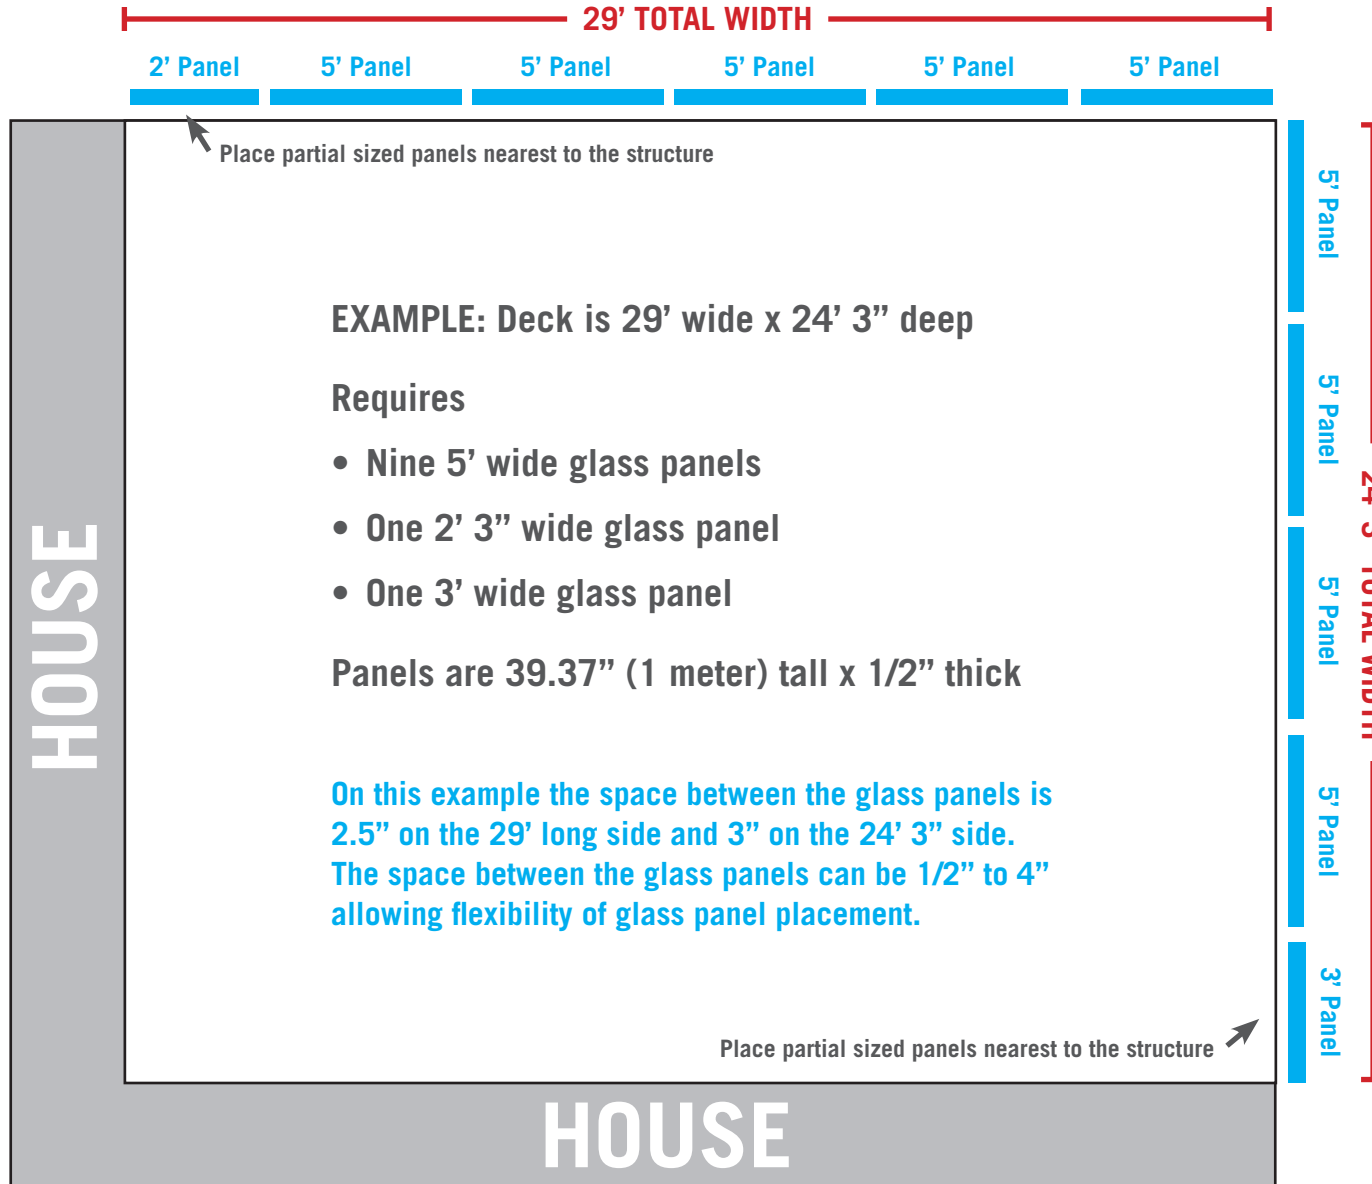 29’ TOTAL WIDTH
2’ Panel
5’ Panel
5’ Panel
5’ Panel
5’ Panel
5’ Panel
Place partial sized panels nearest to the structure
5’ Panel
5’ Panel
5’ Panel
5’ Panel
3’ Panel
24’ 3” TOTAL WIDTH
EXAMPLE: Deck is 29’ wide x 24’ 3” deep
Requires
• Nine 5’ wide glass panels
• One 2’ 3” wide glass panel
• One 3’ wide glass panel
Panels are 39.37” (1 meter) tall x 1/2” thick
On this example the space between the glass panels is
2.5” on the 29’ long side and 3” on the 24’ 3” side.
The space between the glass panels can be 1/2” to 4”
allowing flexibility of glass panel placement.
Place partial sized panels nearest to the structure
HOUSE
HOUSE